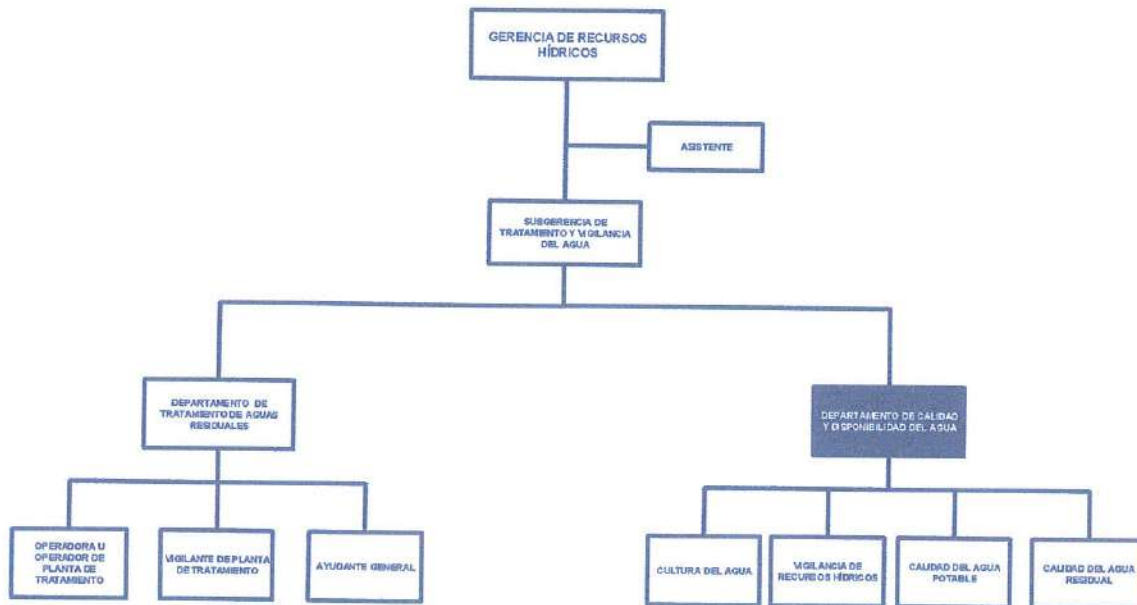 GERENCIA DE RECURSOS
HÍDRICOS
ASISTENTE
SUBGERENCIA DE
TRATAMIENTO Y VIGILANCIA
DEL AGUA
DEPARTAMENTO DE
TRATAMIENTO DE AGUAS
RESIDUALES
DEPARTAMENTO DE CALIDAD
Y DISPONIBILIDAD DEL AGUA
OPERADORA U
OPERADOR DE
PLANTA DE
TRATAMIENTO
VIGILANTE DE PLANTA
DE TRATAMIENTO
AYUDANTE GENERAL
CULTURA DEL AGUA
VIGILANCIA DE
RECURSOS HÍDRICOS
CALIDAD DEL AGUA
POTABLE
CALIDAD DEL AGUA
RESIDUAL